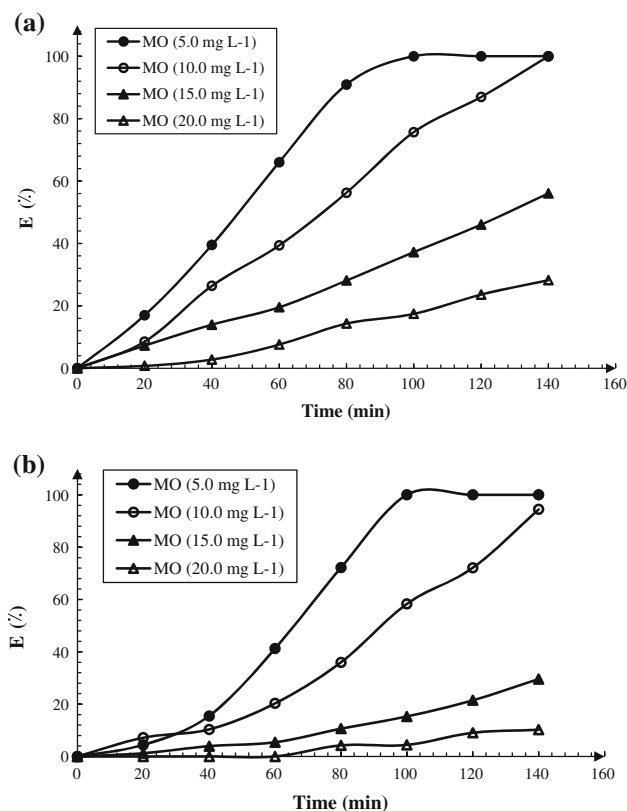 (a)
MO (5.0 mg L-1)
MO (10.0 mg L-1)
MO (15.0 mg L-1)
MO (20.0 mg L-1)
100
80
60
40
20
0
E (%)
0 20 40 60 80 100 120 140 160
Time (min)
(b)
MO (5.0 mg L-1)
MO (10.0 mg L-1)
MO (15.0 mg L-1)
MO (20.0 mg L-1)
100
80
60
40
20
0
E (%)
0 20 40 60 80 100 120 140 160
Time (min)